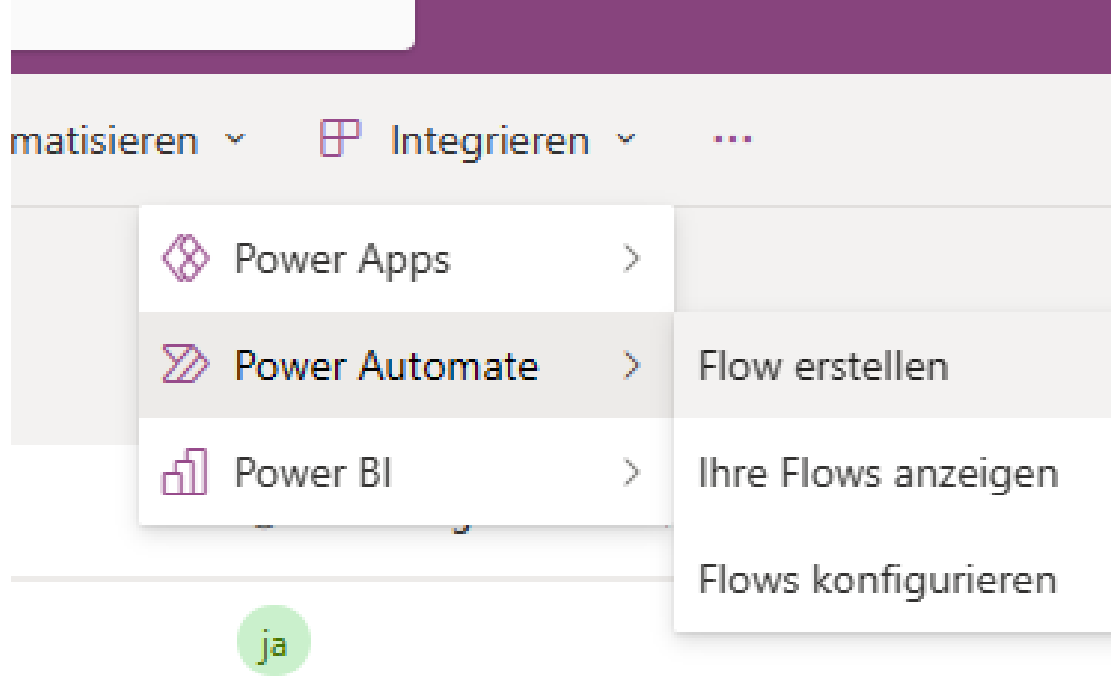 matisieren Integrieren ...
Power Apps
Power Automate Flow erstellen
Power BI Ihre Flows anzeigen
Flows konfigurieren
ja